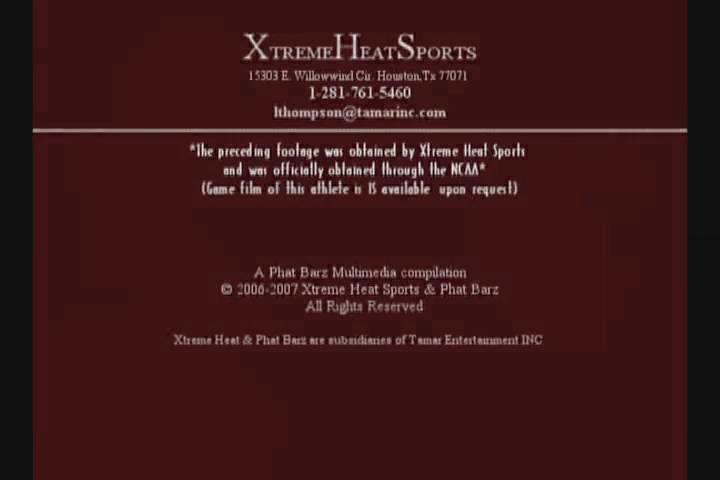 XTREMEHEATSPORTS
15303 E. Willowwind Cir. Houston,Tx 77071
1-281-761-5460
lthompson@tamarinc.com
*The preceding footage was obtained by Xtreme Heat Sports
and was officially obtained through the NCAA*
(Game film of this athlete is IS available upon request)
A Phat Barz Multimedia compilation
© 2006-2007 Xtreme Heat Sports & Phat Barz
All Rights Reserved
Xtreme Heat & Phat Barz are subsidiaries of Tamar Entertainment INC